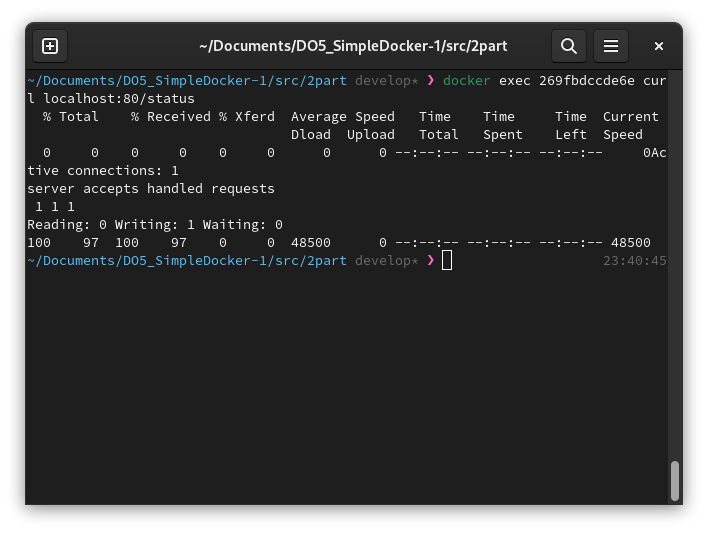 ~/Documents/DO5_SimpleDocker-1/src/2part
~/Documents/DO5_SimpleDocker-1/src/2part develop* ❯ docker exec 269fbdccde6e cur
l localhost:80/status
  % Total    % Received % Xferd  Average Speed   Time    Time     Time  Current
                                 Dload  Upload   Total   Spent    Left  Speed
  0     0    0     0    0     0      0      0 --:--:-- --:--:-- --:--:--     0Ac
tive connections: 1
server accepts handled requests
 1 1 1
Reading: 0 Writing: 1 Waiting: 0
100    97  100    97    0     0  48500      0 --:--:-- --:--:-- --:--:-- 48500
~/Documents/DO5_SimpleDocker-1/src/2part develop* ❯ 23:40:45